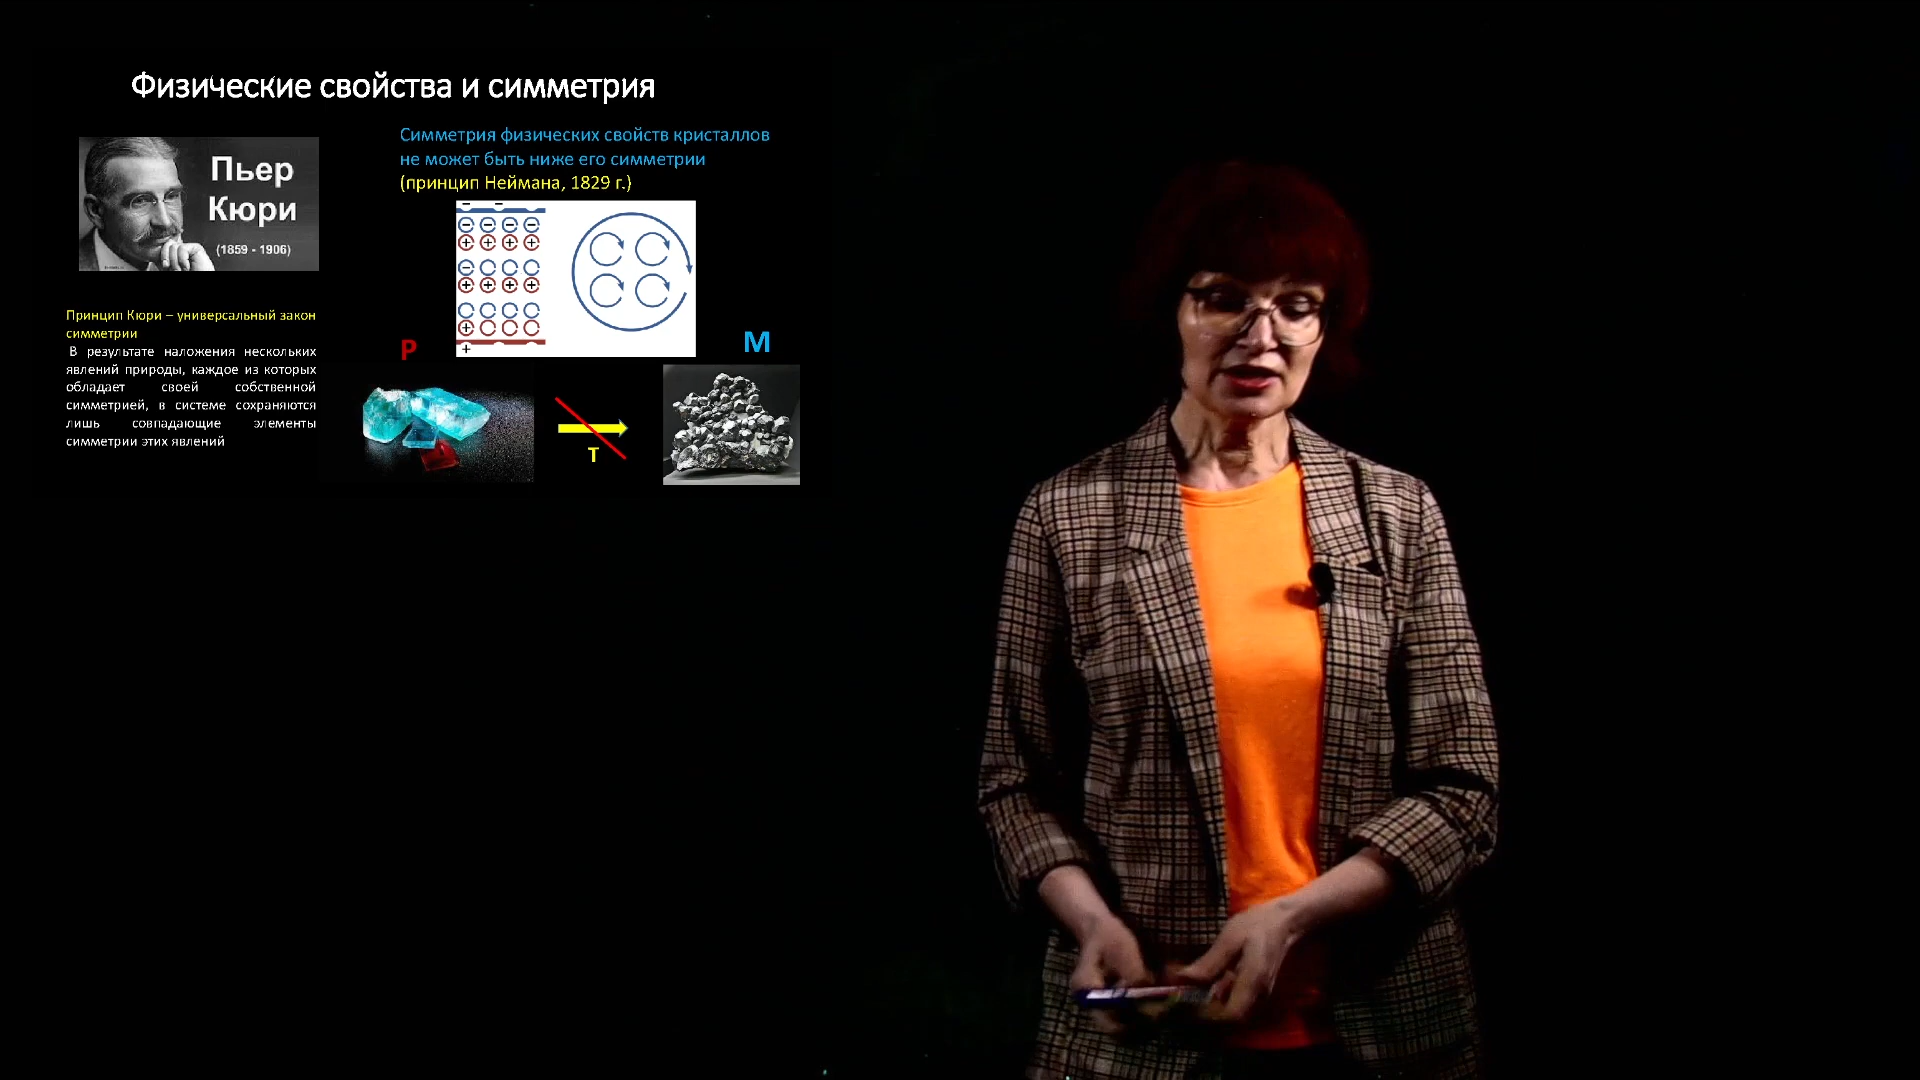 Физические свойства и симметрия
Пьер
Кюри
(1859 - 1906)
Симметрия физических свойств кристаллов
не может быть ниже его симметрии
(принцип Неймана, 1829 г.)
Принцип Кюри – универсальный закон
симметрии
В результате наложения нескольких
явлений природы, каждое из которых
обладает своей собственной
симметрией, в системе сохраняются
лишь совпадающие элементы
симметрии этих явлений
P
M
T